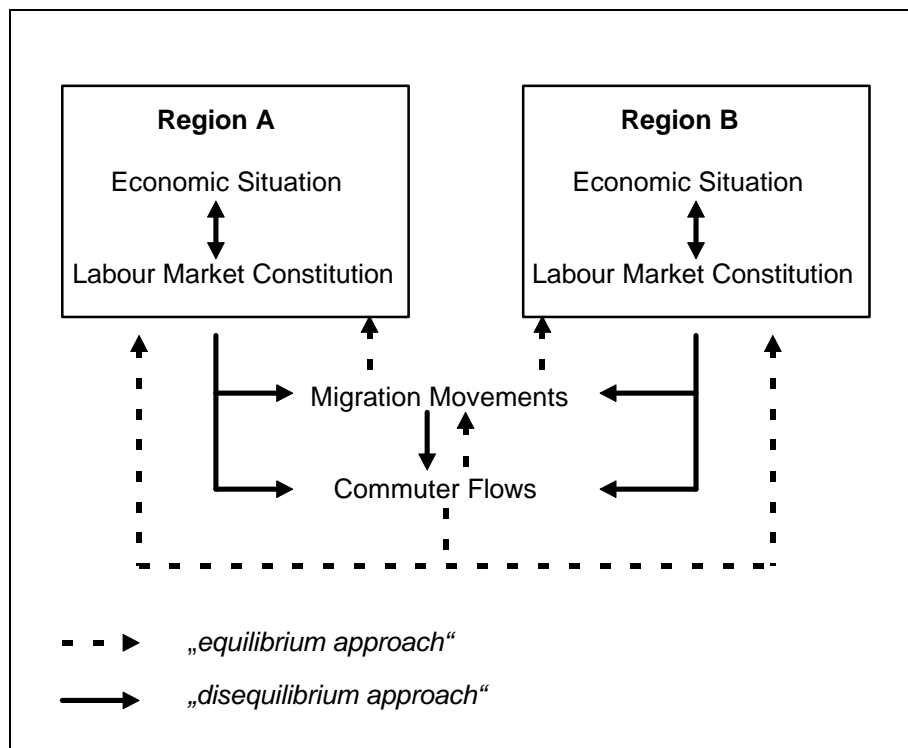 Region A
Economic Situation
Labour Market Constitution
Region B
Economic Situation
Labour Market Constitution
Migration Movements
Commuter Flows
„equilibrium approach“
„disequilibrium approach“